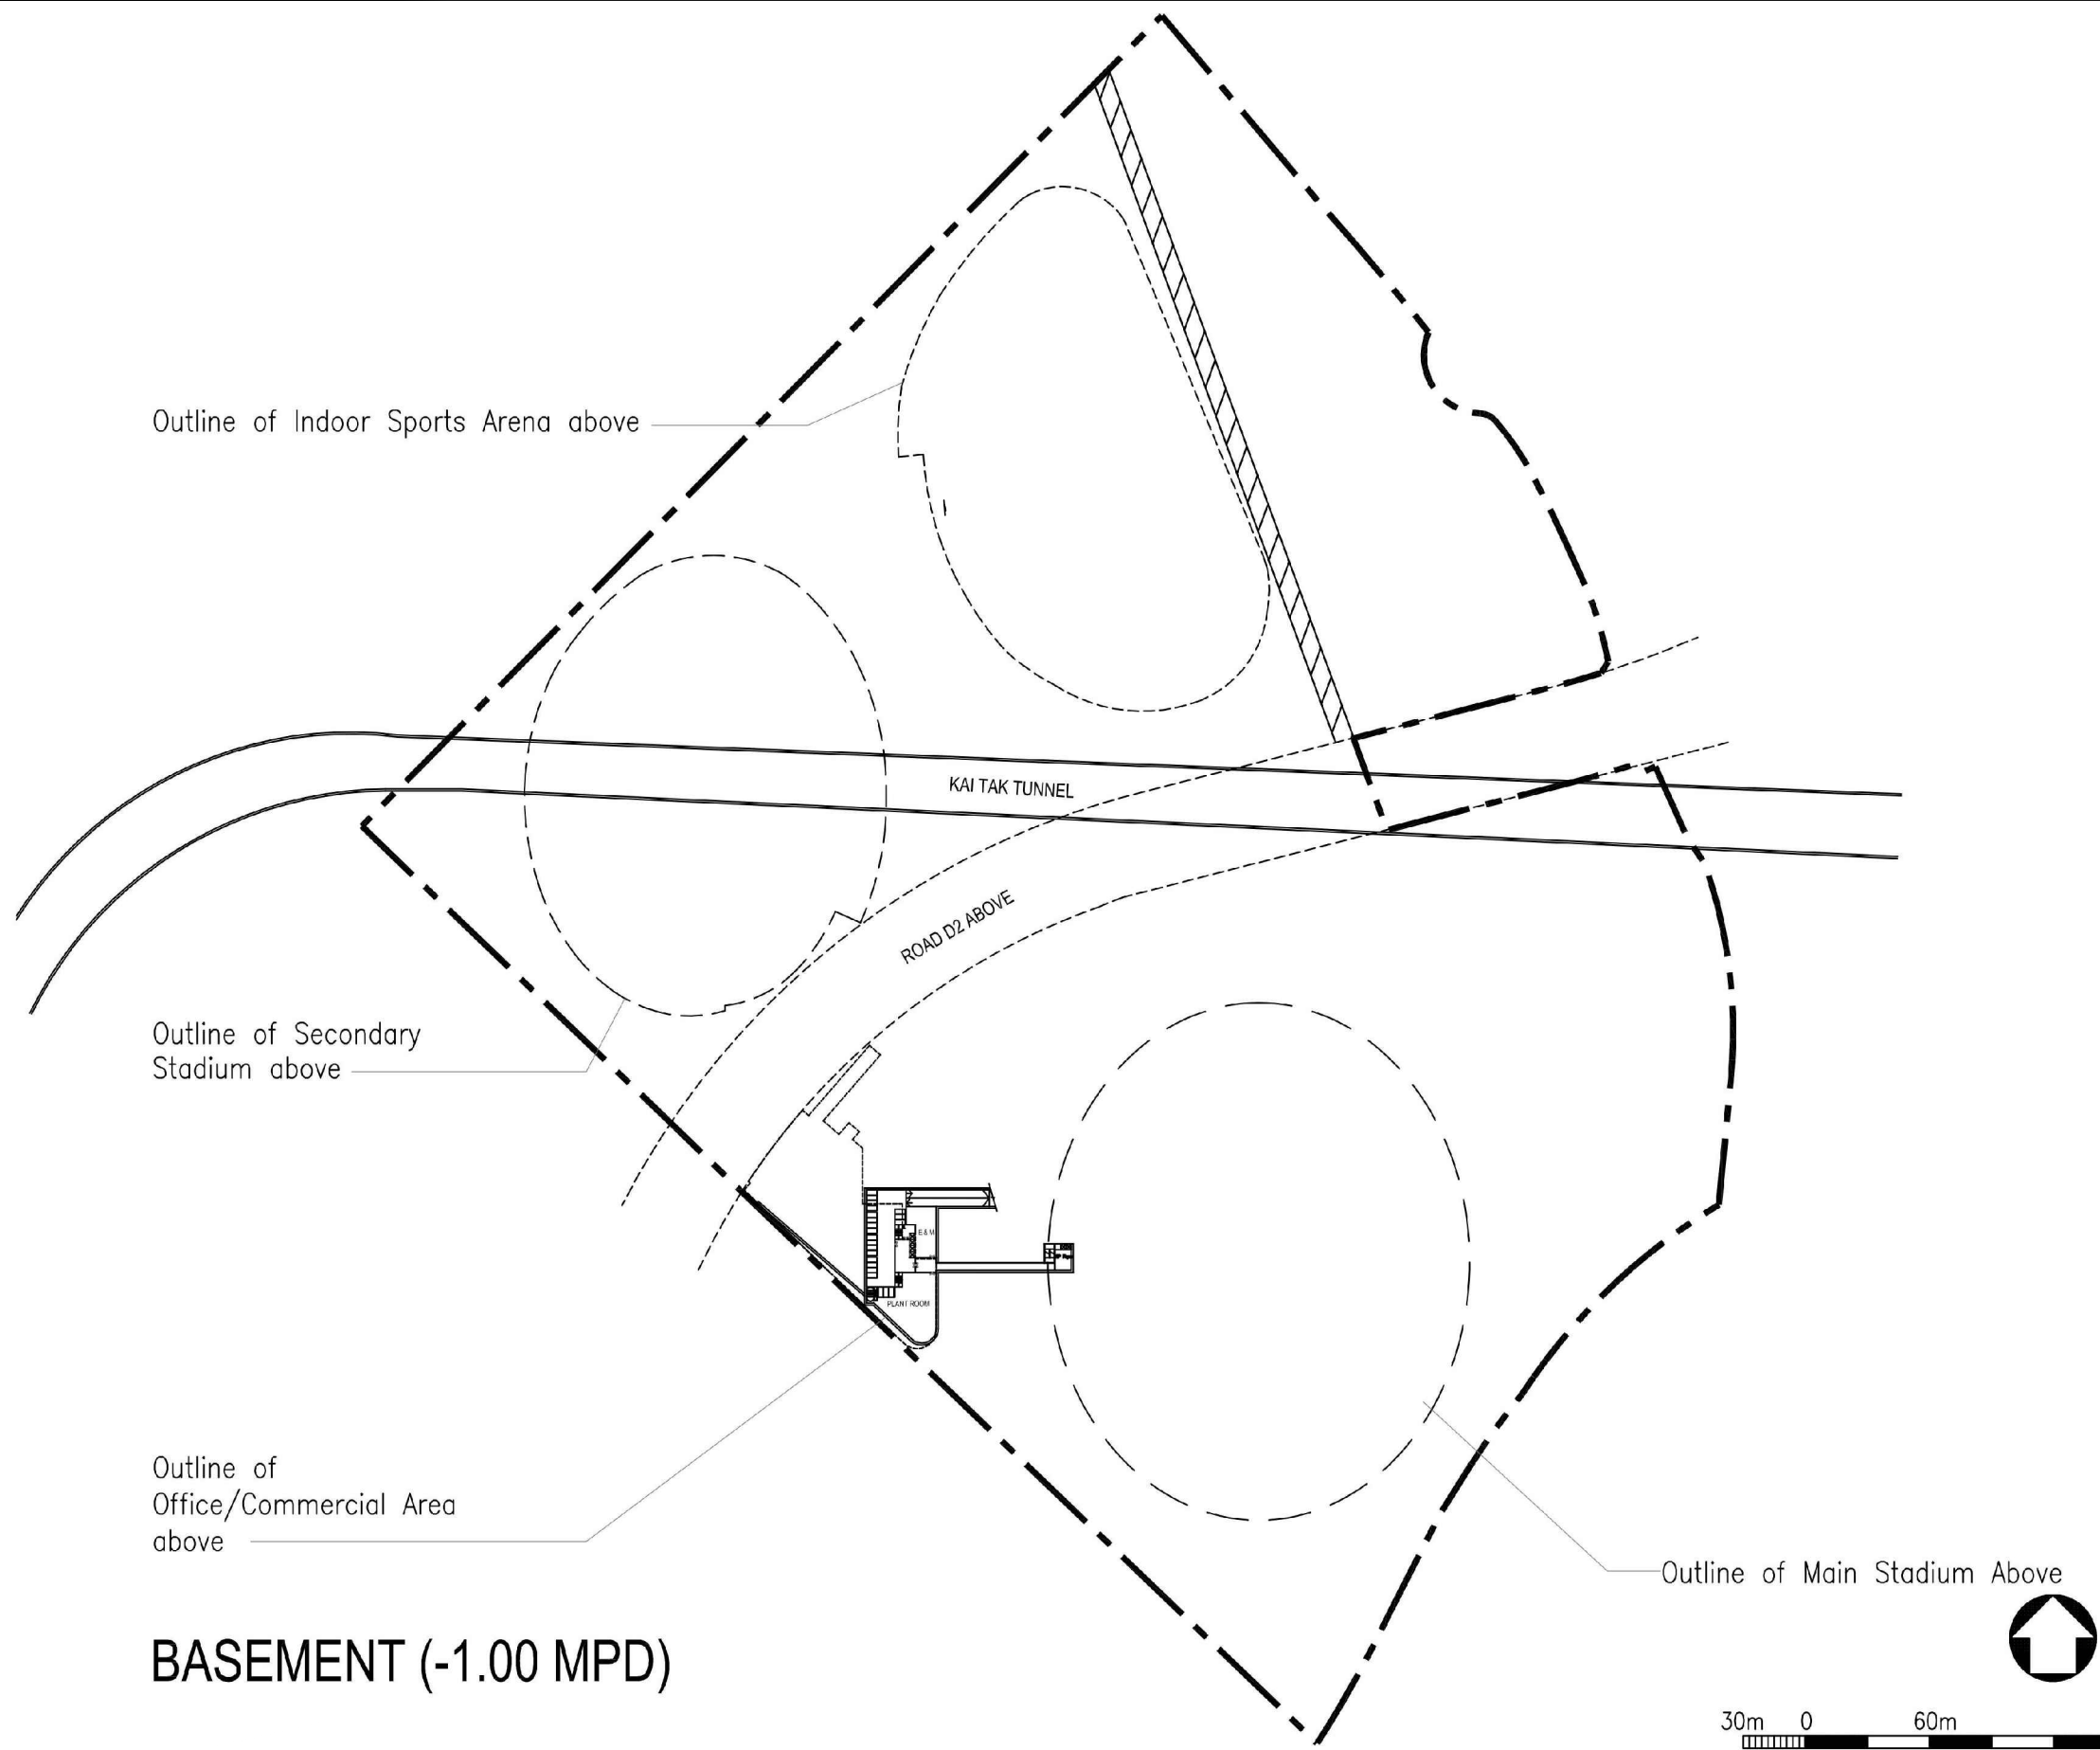 Outline of Indoor Sports Arena above
KAI TAK TUNNEL
ROAD D2 ABOVE
Outline of Secondary
Stadium above
E & M
PLANT ROOM
Outline of
Office/Commercial Area
above
Outline of Main Stadium Above
BASEMENT (-1.00 MPD)
30m 0 60m